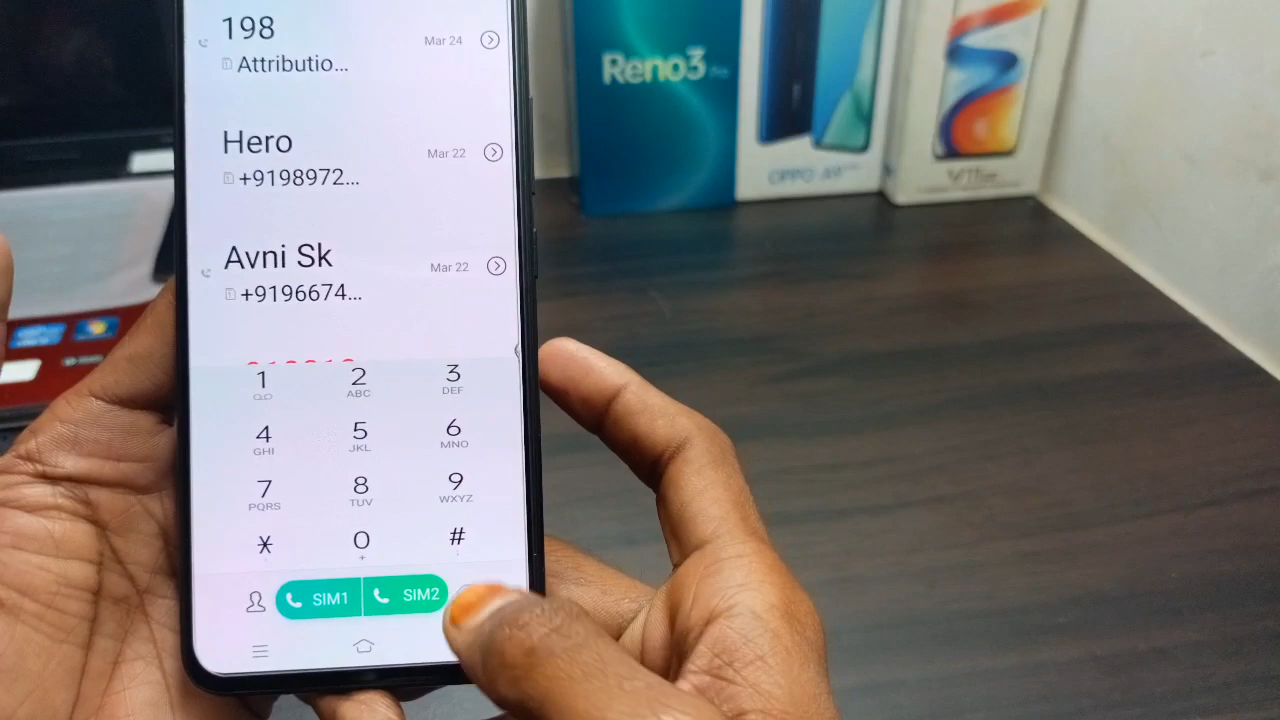 198
Mar 24
Attributio...
Hero
Mar 22
+9198972...
Avni Sk
Mar 22
+9196674...
1
2
ABC
3
DEF
4
GHI
5
JKL
6
MNO
7
PQRS
8
TUV
9
WXYZ
*
0
+
#
SIM1
SIM2
Reno3
OPPO
V11